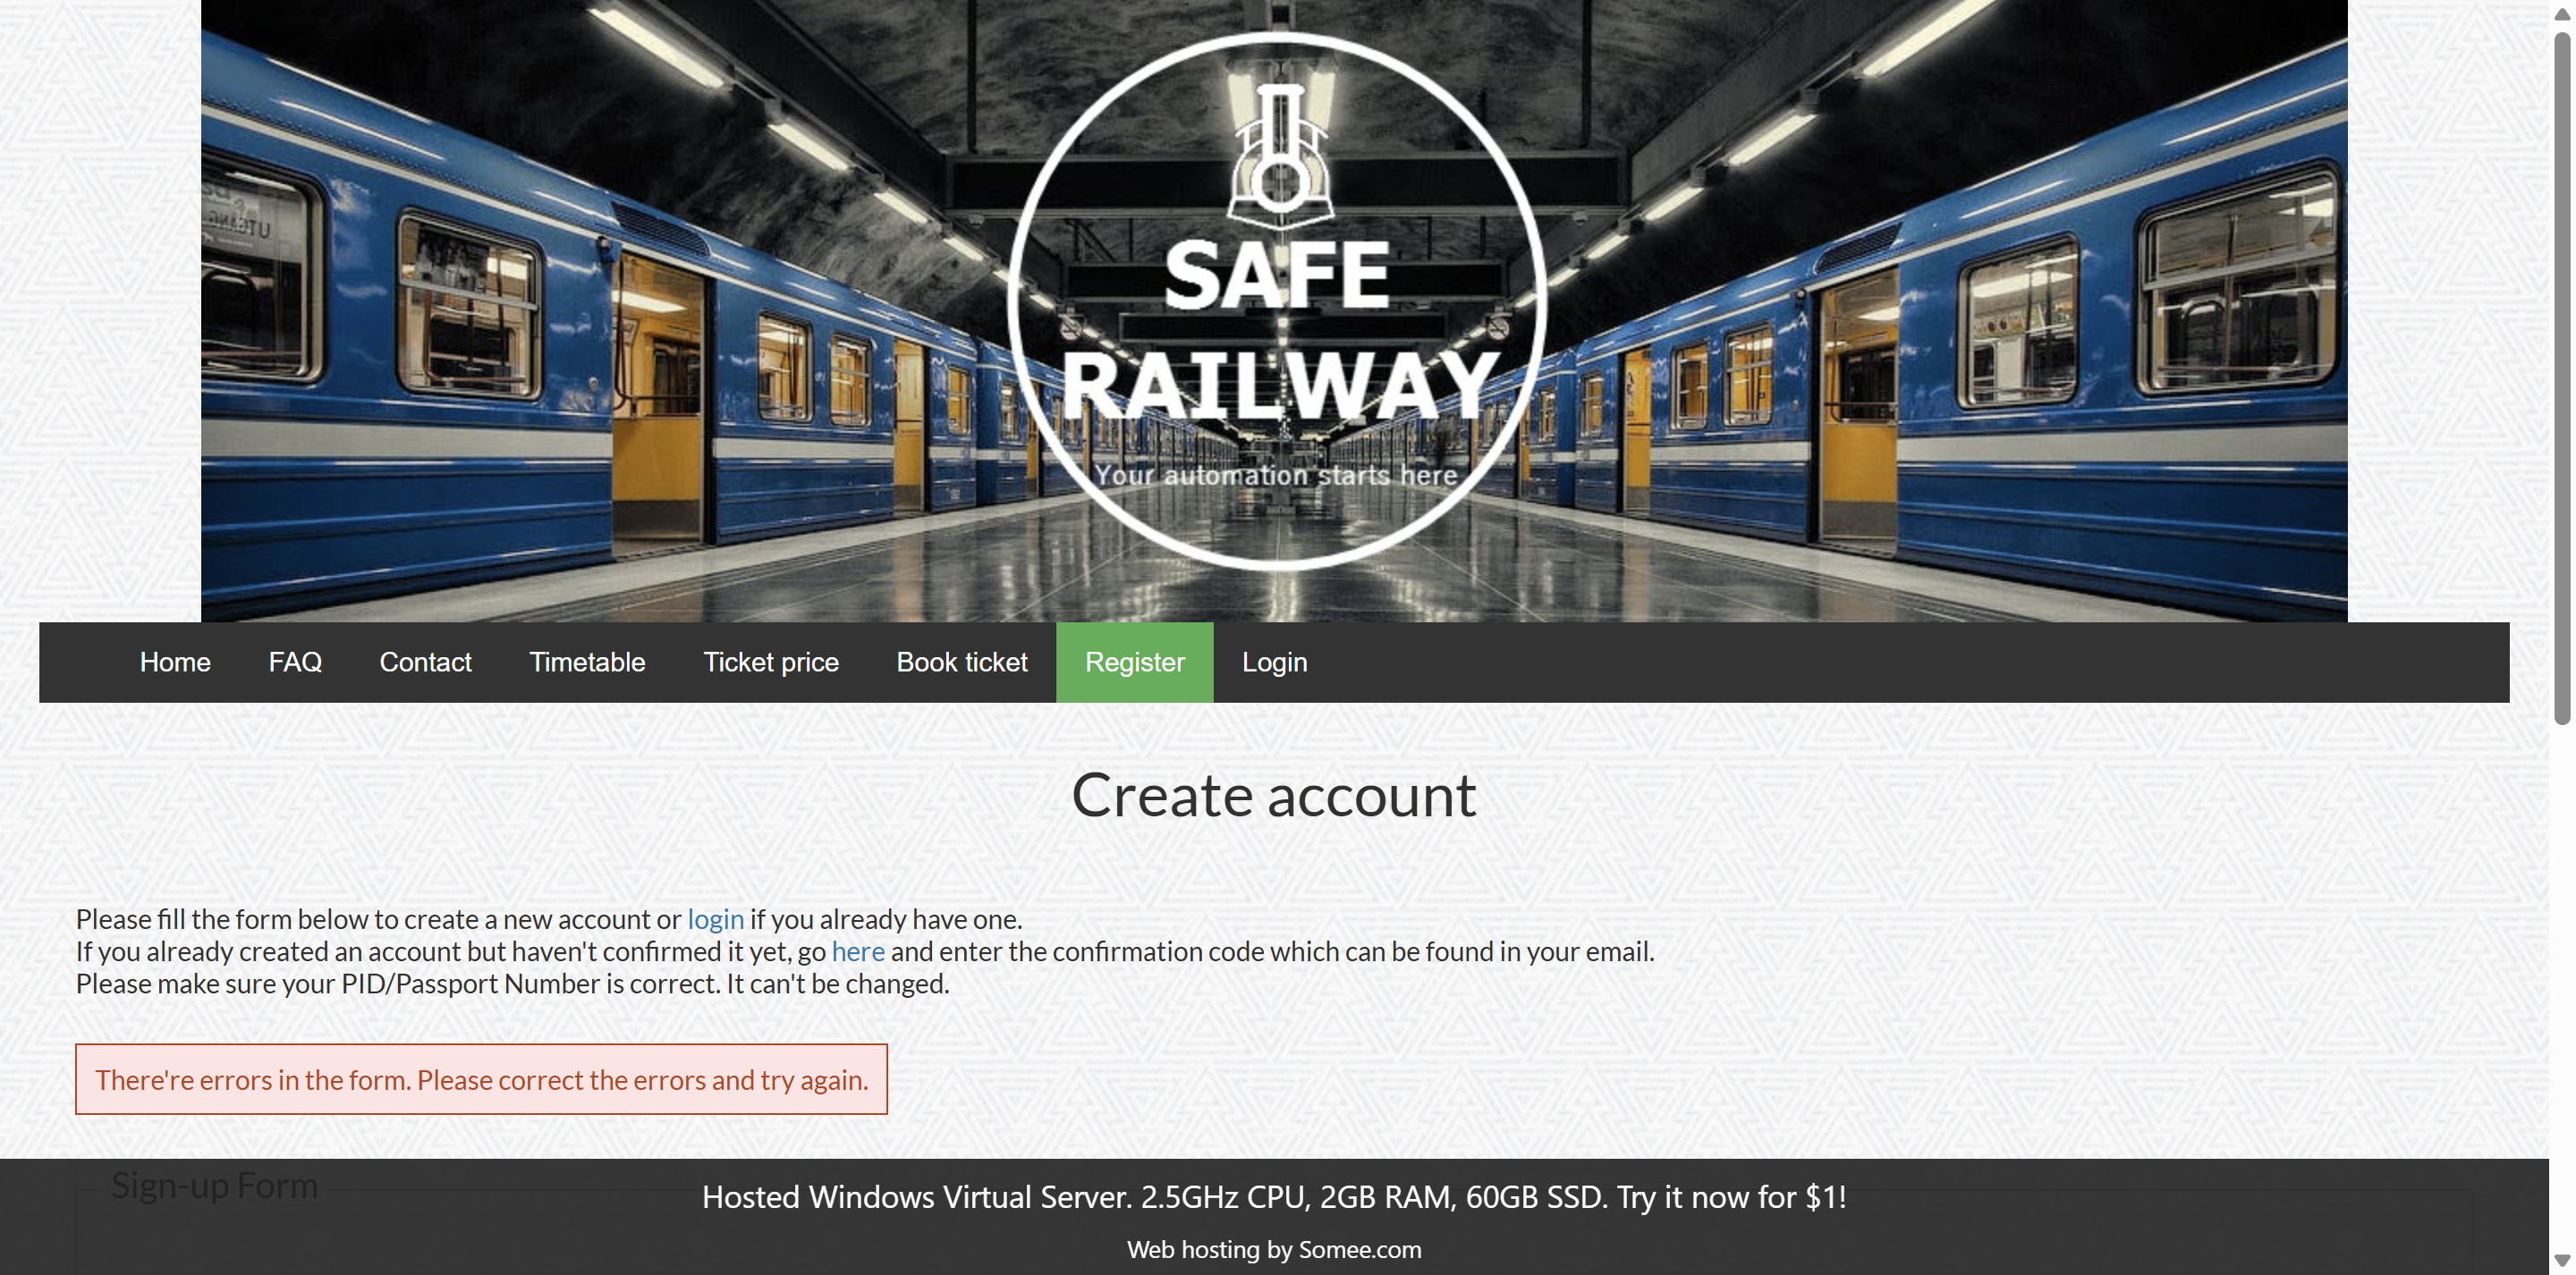 SAFE
RAILWAY
Your automation starts here
Home FAQ Contact Timetable Ticket price Book ticket Register Login
Create account
Please fill the form below to create a new account or login if you already have one.
If you already created an account but haven't confirmed it yet, go here and enter the confirmation code which can be found in your email.
Please make sure your PID/Passport Number is correct. It can't be changed.
There're errors in the form. Please correct the errors and try again.
Sign-up Form
Hosted Windows Virtual Server. 2.5GHz CPU, 2GB RAM, 60GB SSD. Try it now for $1!
Web hosting by Somee.com